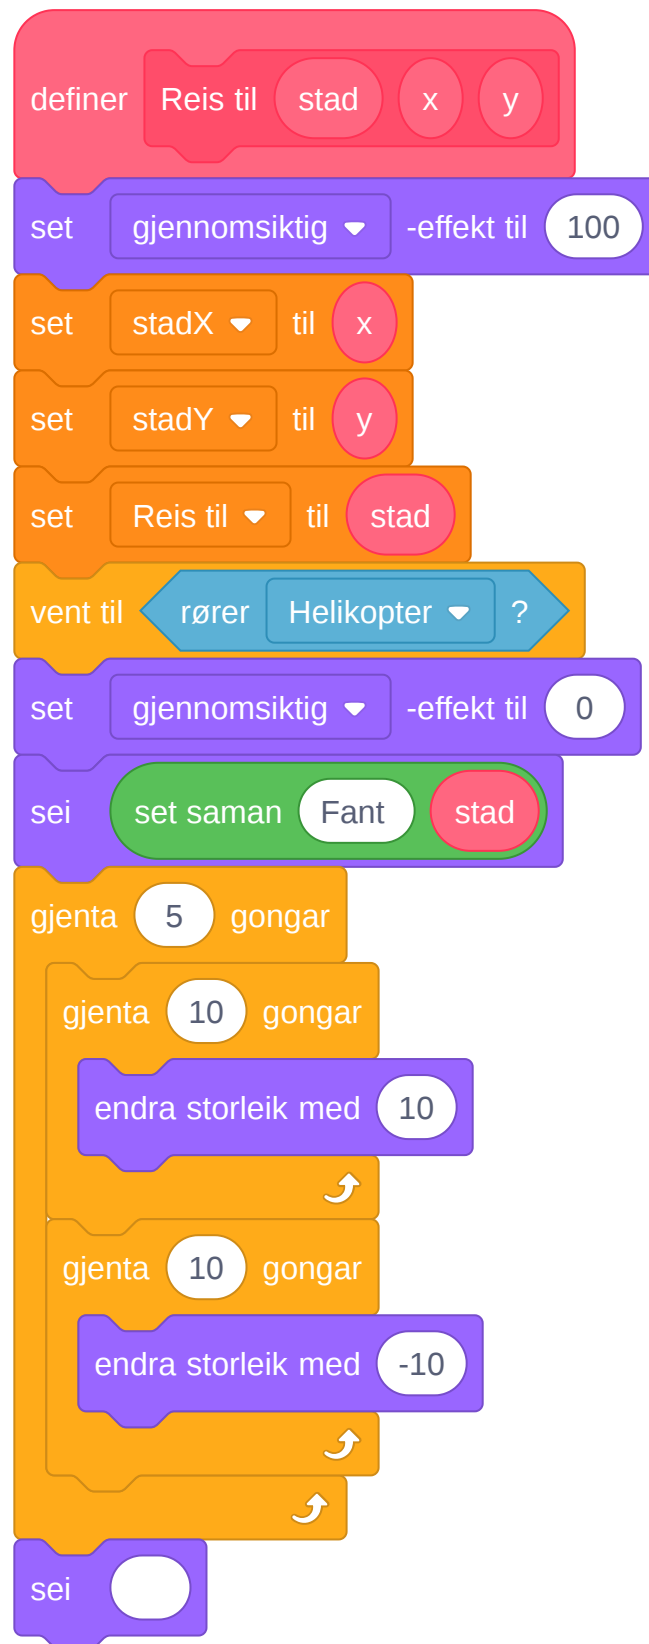 definer Reis til stad x y
set gjennomsiktig -effekt til 100
set stadX til x
set stadY til y
set Reis til til stad
vent til rører Helikopter ?
set gjennomsiktig -effekt til 0
sei set saman Fant stad
gjenta 5 gongar
gjenta 10 gongar
endra storleik med 10
gjenta 10 gongar
endra storleik med -10
sei